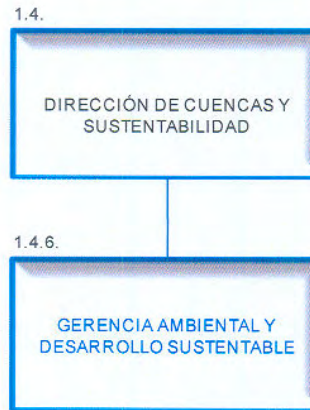 1.4.
DIRECCIÓN DE CUENCAS Y
SUSTENTABILIDAD
1.4.6.
GERENCIA AMBIENTAL Y
DESARROLLO SUSTENTABLE